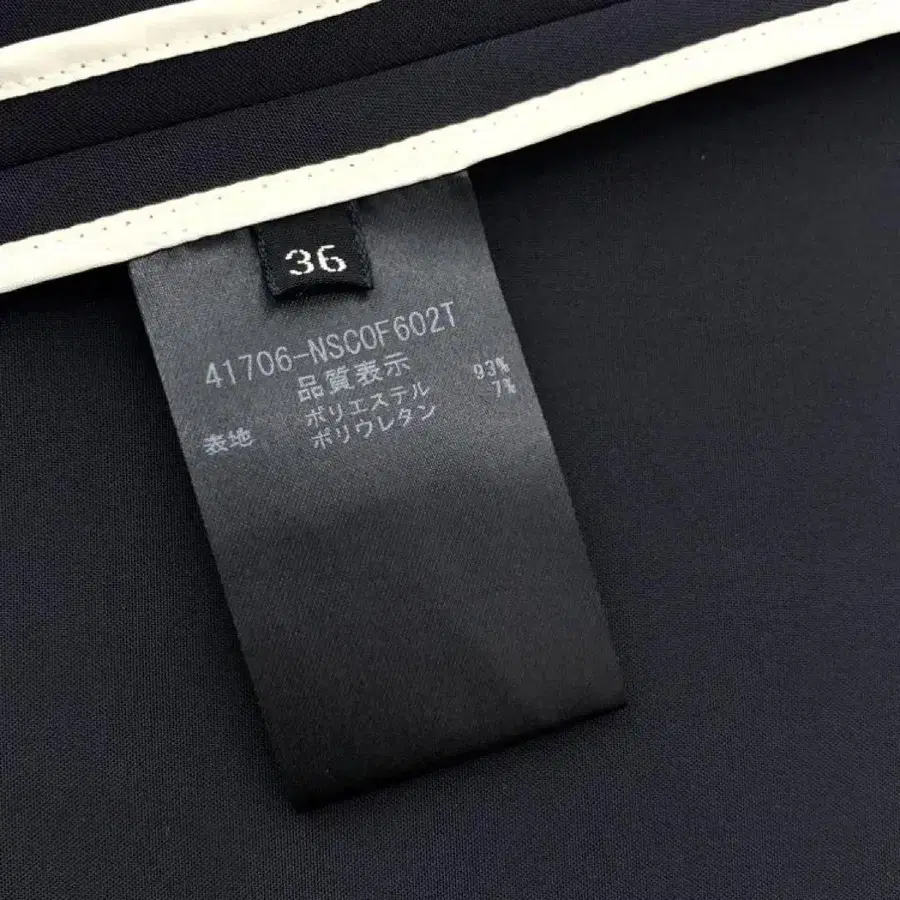 36
41706-NSCOF602T
品質表示
表地 ポリエステル 93%
ポリウレタン 7%